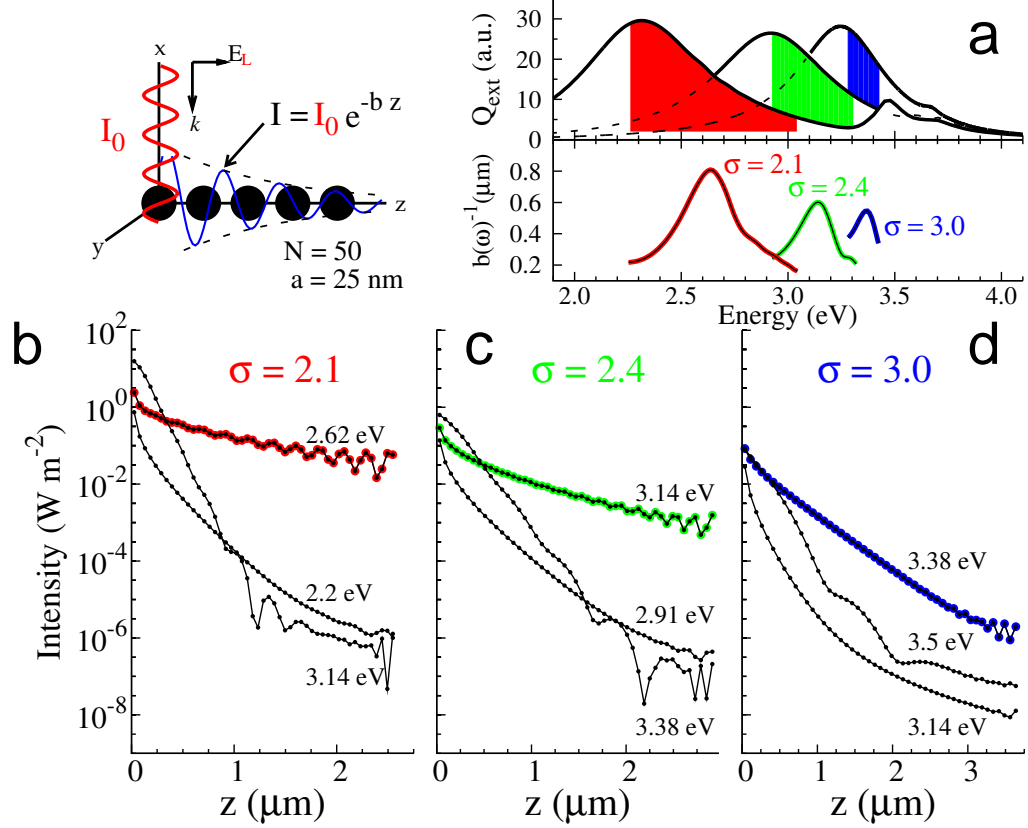 x
E_L
k
I_0
I = I_0 e^{-b z}
z
y
N = 50
a = 25 nm
a
Q_ext (a.u.)
30
20
10
0
b(ω)^{-1}(μm)
0.8
0.6
0.4
0.2
σ = 2.1
σ = 2.4
σ = 3.0
2.0 2.5 3.0 3.5 4.0
Energy (eV)
b
c
d
σ = 2.1
σ = 2.4
σ = 3.0
Intensity (W m^{-2})
10^2
10^0
10^{-2}
10^{-4}
10^{-6}
10^{-8}
2.62 eV
2.2 eV
3.14 eV
3.14 eV
2.91 eV
3.38 eV
3.38 eV
3.5 eV
3.14 eV
0 1 2
0 1 2
0 1 2 3
z (μm)
z (μm)
z (μm)